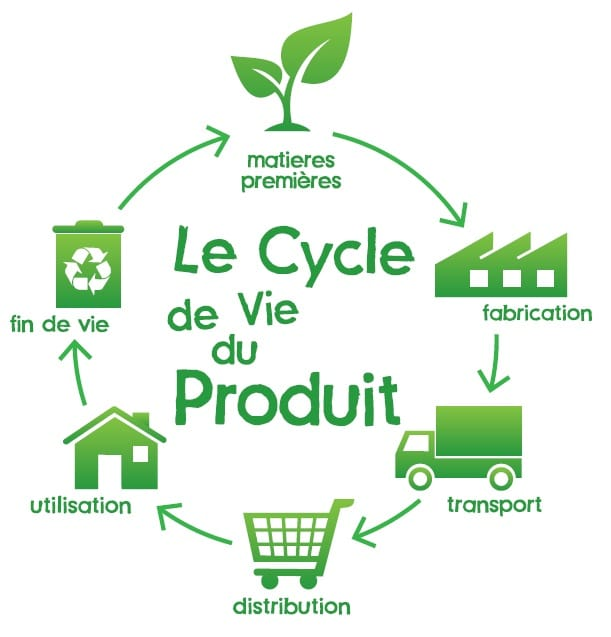 matieres
premières
Le Cycle
de Vie
du
Produit
fabrication
transport
distribution
utilisation
fin de vie